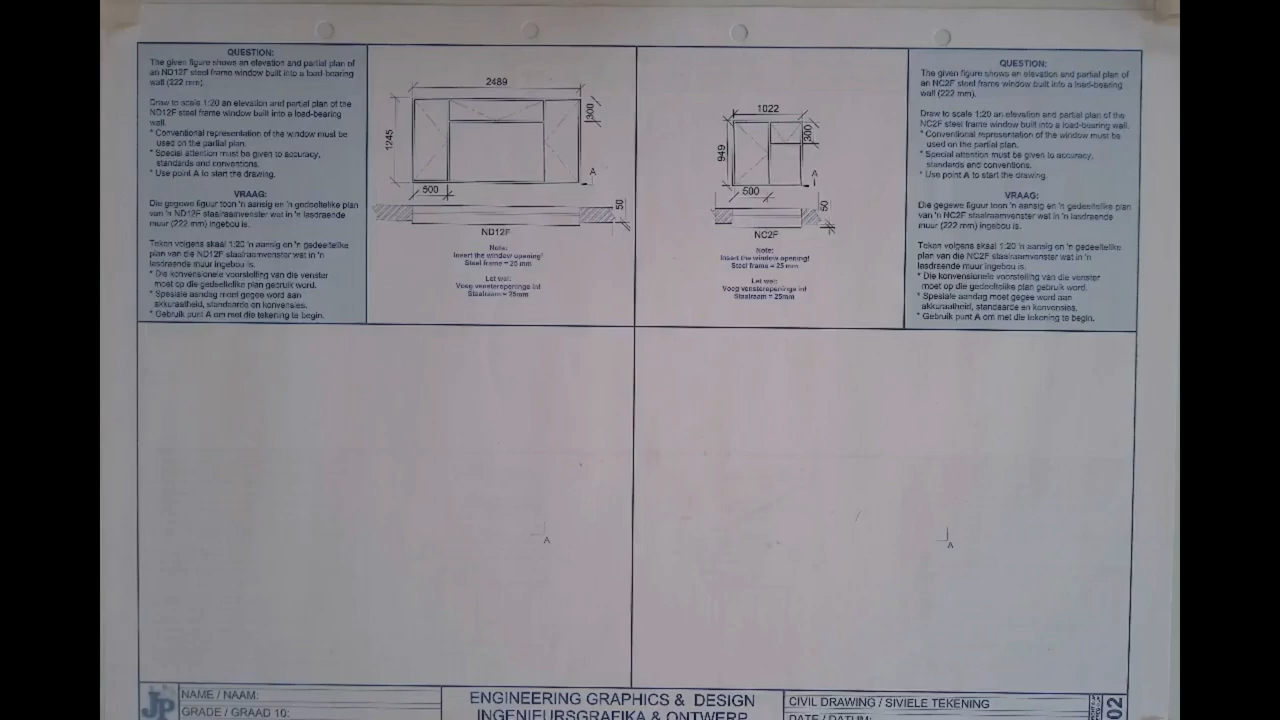 QUESTION:
The given figure shows an elevation and partial plan of
an ND12F steel frame window built into a load-bearing
wall (222 mm).
Draw to scale 1:20 an elevation and partial plan of the
ND12F steel frame window built into a load-bearing
wall.
* Conventional representation of the window must be
used on the partial plan.
* Special attention must be given to accuracy,
standards and conventions.
* Use point A to start the drawing.
VRAAG:
Die gegewe figuur toon 'n aansig en 'n gedeeltelike plan
van 'n ND12F staalraamvenster wat in 'n lasdraende
muur (222 mm) ingebou is.
Teken volgens skaal 1:20 'n aansig en 'n gedeeltelike
plan van die ND12F staalraamvenster wat in 'n
lasdraende muur ingebou is.
* Die konvensionele voorstelling van die venster
moet op die gedeeltelike plan gebruik word.
* Spesiale aandag moet gegee word aan
akkuraatheid, standaarde en konvensies.
* Gebruik punt A om met die tekening te begin.
2489
1245
300
500
A
50
ND12F
Note:
Insert the window opening!
Steel frame = 25 mm
Let wel:
Voeg vensteropeninge in!
Staalraam = 25mm
1022
949
300
500
A
50
NC2F
Note:
Insert the window opening!
Steel frame = 25 mm
Let wel:
Voeg vensteropeninge in!
Staalraam = 25mm
QUESTION:
The given figure shows an elevation and partial plan of
an NC2F steel frame window built into a load-bearing
wall (222 mm).
Draw to scale 1:20 an elevation and partial plan of the
NC2F steel frame window built into a load-bearing wall.
* Conventional representation of the window must be
used on the partial plan.
* Special attention must be given to accuracy,
standards and conventions.
* Use point A to start the drawing.
VRAAG:
Die gegewe figuur toon 'n aansig en 'n gedeeltelike plan
van 'n NC2F staalraamvenster wat in 'n lasdraende
muur (222 mm) ingebou is.
Teken volgens skaal 1:20 'n aansig en 'n gedeeltelike
plan van die NC2F staalraamvenster wat in 'n
lasdraende muur ingebou is.
* Die konvensionele voorstelling van die venster
moet op die gedeeltelike plan gebruik word.
* Spesiale aandag moet gegee word aan
akkuraatheid, standaarde en konvensies.
* Gebruik punt A om met die tekening te begin.
A
A
JP
NAME / NAAM:
GRADE / GRAAD 10:
ENGINEERING GRAPHICS & DESIGN
INGENIEURSGRAFIKA & ONTWERP
CIVIL DRAWING / SIVIELE TEKENING
DATE / DATUM:
02